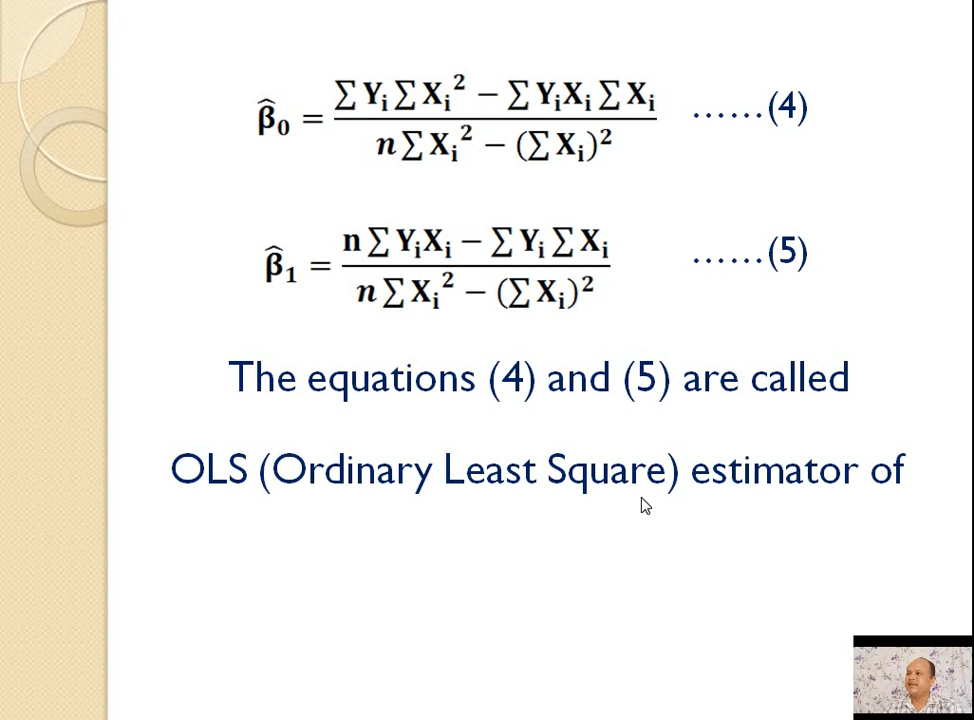 β̂₀ = (∑ Yᵢ ∑ Xᵢ² − ∑ YᵢXᵢ ∑ Xᵢ) / (n ∑ Xᵢ² − (∑ Xᵢ)²) ……(4)
β̂₁ = (n ∑ YᵢXᵢ − ∑ Yᵢ ∑ Xᵢ) / (n ∑ Xᵢ² − (∑ Xᵢ)²) ……(5)
The equations (4) and (5) are called
OLS (Ordinary Least Square) estimator of